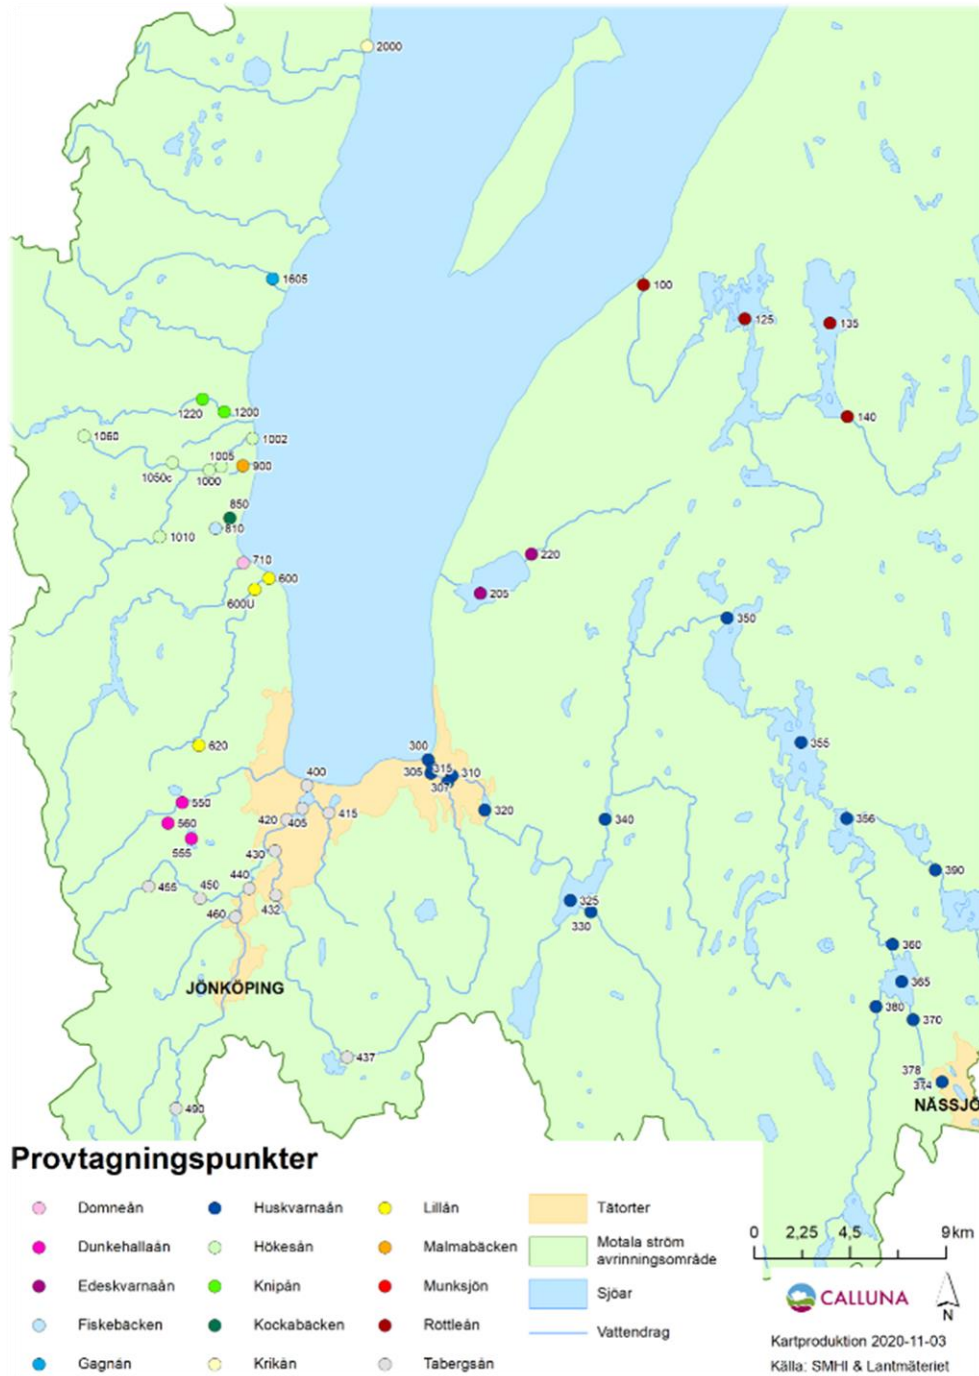 2000
1605
100
125
135
140
1220
1200
1060
1002
1005
900
1050c
1000
850
810
1010
710
220
600
600U
205
350
620
355
300
315
310
305
307
400
550
320
415
340
356
420
405
560
555
430
390
440
455
450
325
432
330
460
360
365
JÖNKÖPING
380
370
437
378
374
490
NÄSSJÖ
Provtagningspunkter
Domneån
Huskvarnaån
Lillån
Tätorter
Dunkehallaån
Hökesån
Malmabäcken
Motala ström
avrinningsområde
Edeskvarnaån
Knipån
Munksjön
Sjöar
Fiskebäcken
Kockabäcken
Röttleån
Vattendrag
Gagnån
Krikån
Tabergsån
0 2,25 4,5 9 km
CALLUNA
N
Kartproduktion 2020-11-03
Källa: SMHI & Lantmäteriet